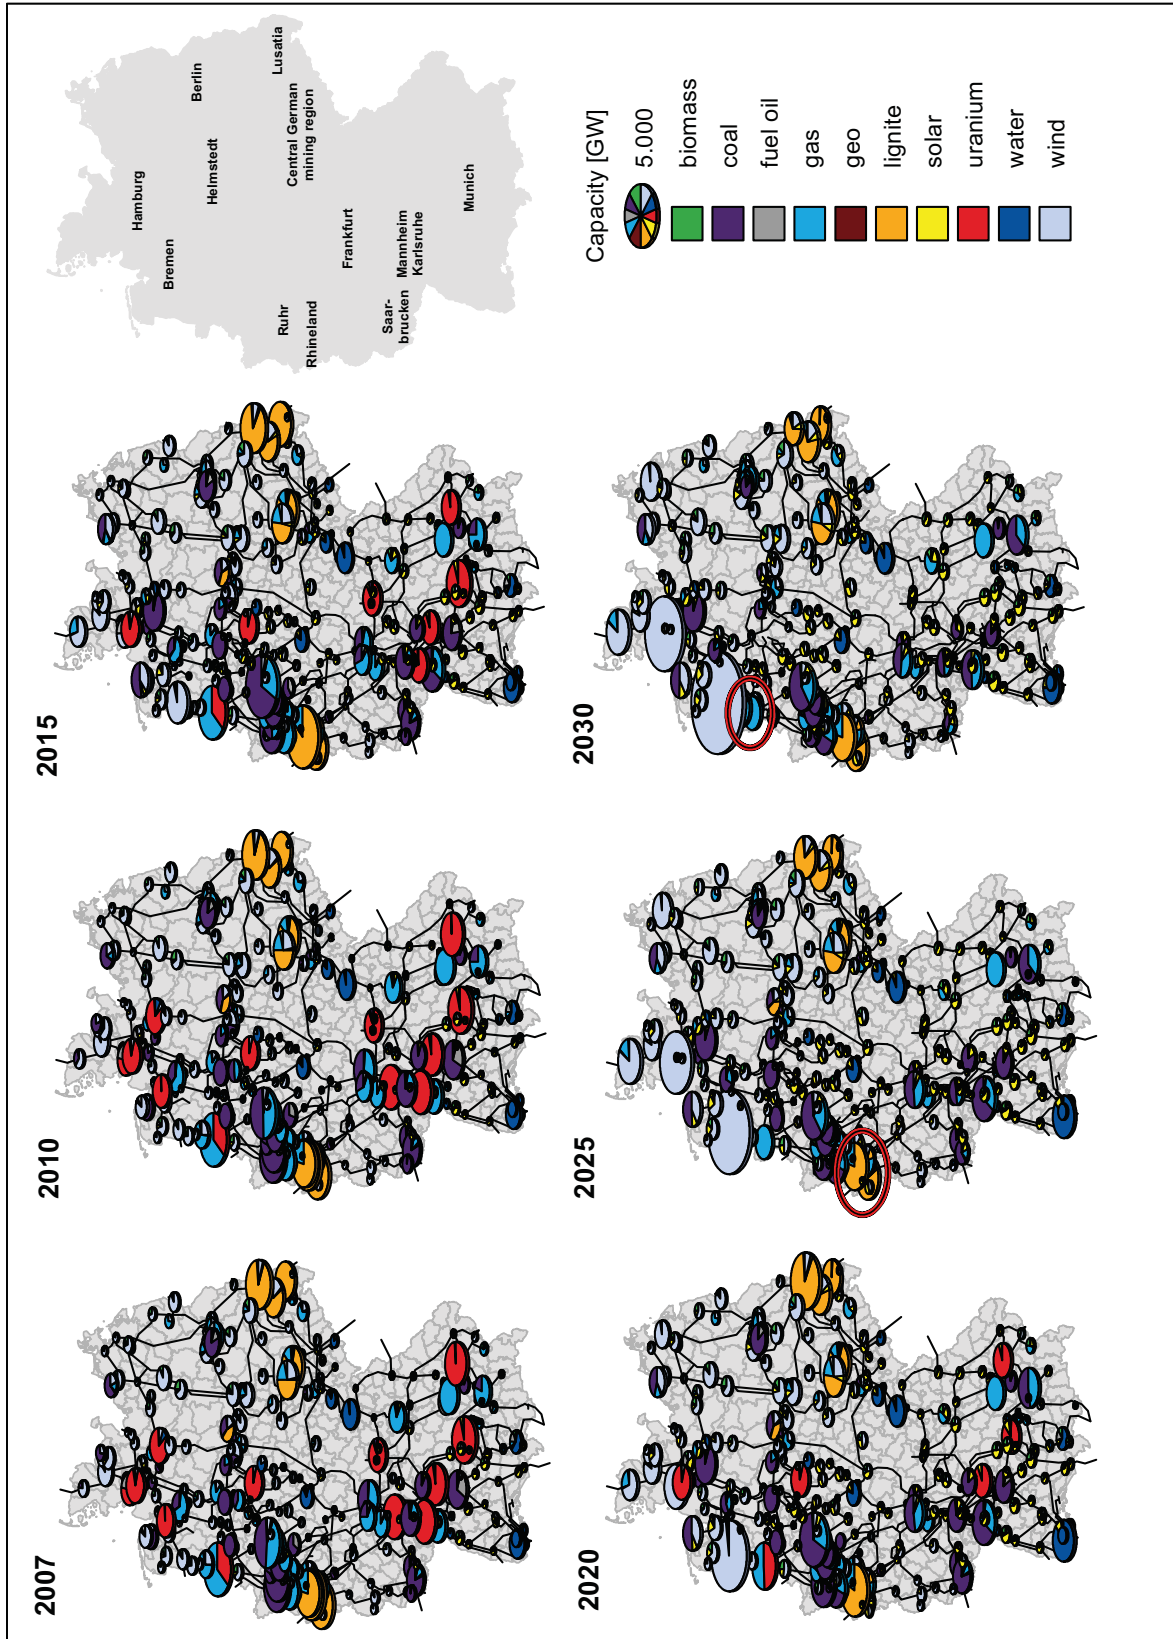 2007
2010
2015
Hamburg
Bremen
Berlin
Helmstedt
Lusatia
Central German
mining region
Ruhr
Rhineland
Frankfurt
Saar-
brucken
Mannheim
Karlsruhe
Munich
2020
2025
2030
Capacity [GW]
5.000
biomass
coal
fuel oil
gas
geo
lignite
solar
uranium
water
wind